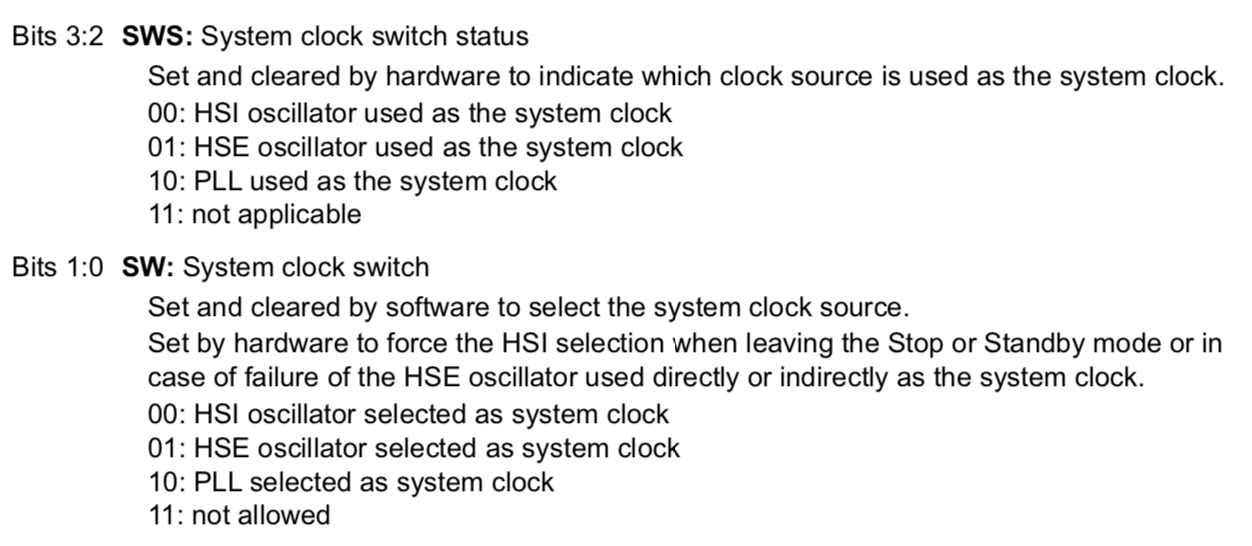 Bits 3:2 SWS: System clock switch status
Set and cleared by hardware to indicate which clock source is used as the system clock.
00: HSI oscillator used as the system clock
01: HSE oscillator used as the system clock
10: PLL used as the system clock
11: not applicable
Bits 1:0 SW: System clock switch
Set and cleared by software to select the system clock source.
Set by hardware to force the HSI selection when leaving the Stop or Standby mode or in
case of failure of the HSE oscillator used directly or indirectly as the system clock.
00: HSI oscillator selected as system clock
01: HSE oscillator selected as system clock
10: PLL selected as system clock
11: not allowed